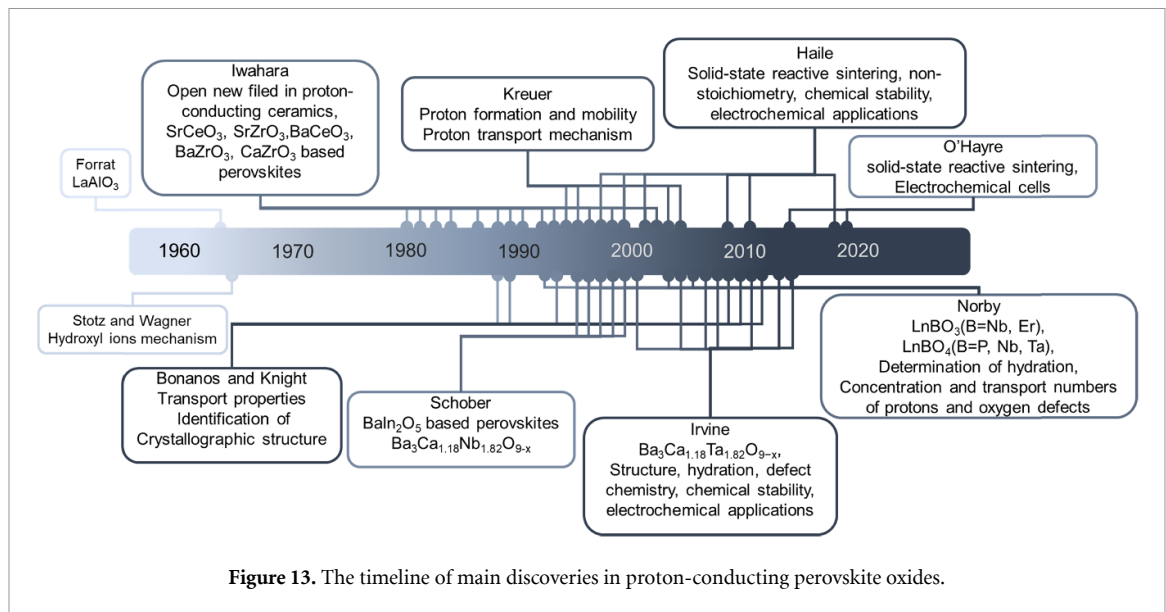 Iwahara
Open new filed in proton-
conducting ceramics,
SrCeO₃, SrZrO₃,BaCeO₃,
BaZrO₃, CaZrO₃ based
perovskites
Kreuer
Proton formation and mobility
Proton transport mechanism
Haile
Solid-state reactive sintering, non-
stoichiometry, chemical stability,
electrochemical applications
Forrat
LaAlO₃
O'Hayre
solid-state reactive sintering,
Electrochemical cells
1960
1970
1980
1990
2000
2010
2020
Stotz and Wagner
Hydroxyl ions mechanism
Bonanos and Knight
Transport properties
Identification of
Crystallographic structure
Schober
BaIn₂O₅ based perovskites
Ba₃Ca₁.₁₈Nb₁.₈₂O₉₋ₓ
Irvine
Ba₃Ca₁.₁₈Ta₁.₈₂O₉₋ₓ,
Structure, hydration, defect
chemistry, chemical stability,
electrochemical applications
Norby
LnBO₃(B=Nb, Er),
LnBO₄(B=P, Nb, Ta),
Determination of hydration,
Concentration and transport numbers
of protons and oxygen defects
Figure 13. The timeline of main discoveries in proton-conducting perovskite oxides.